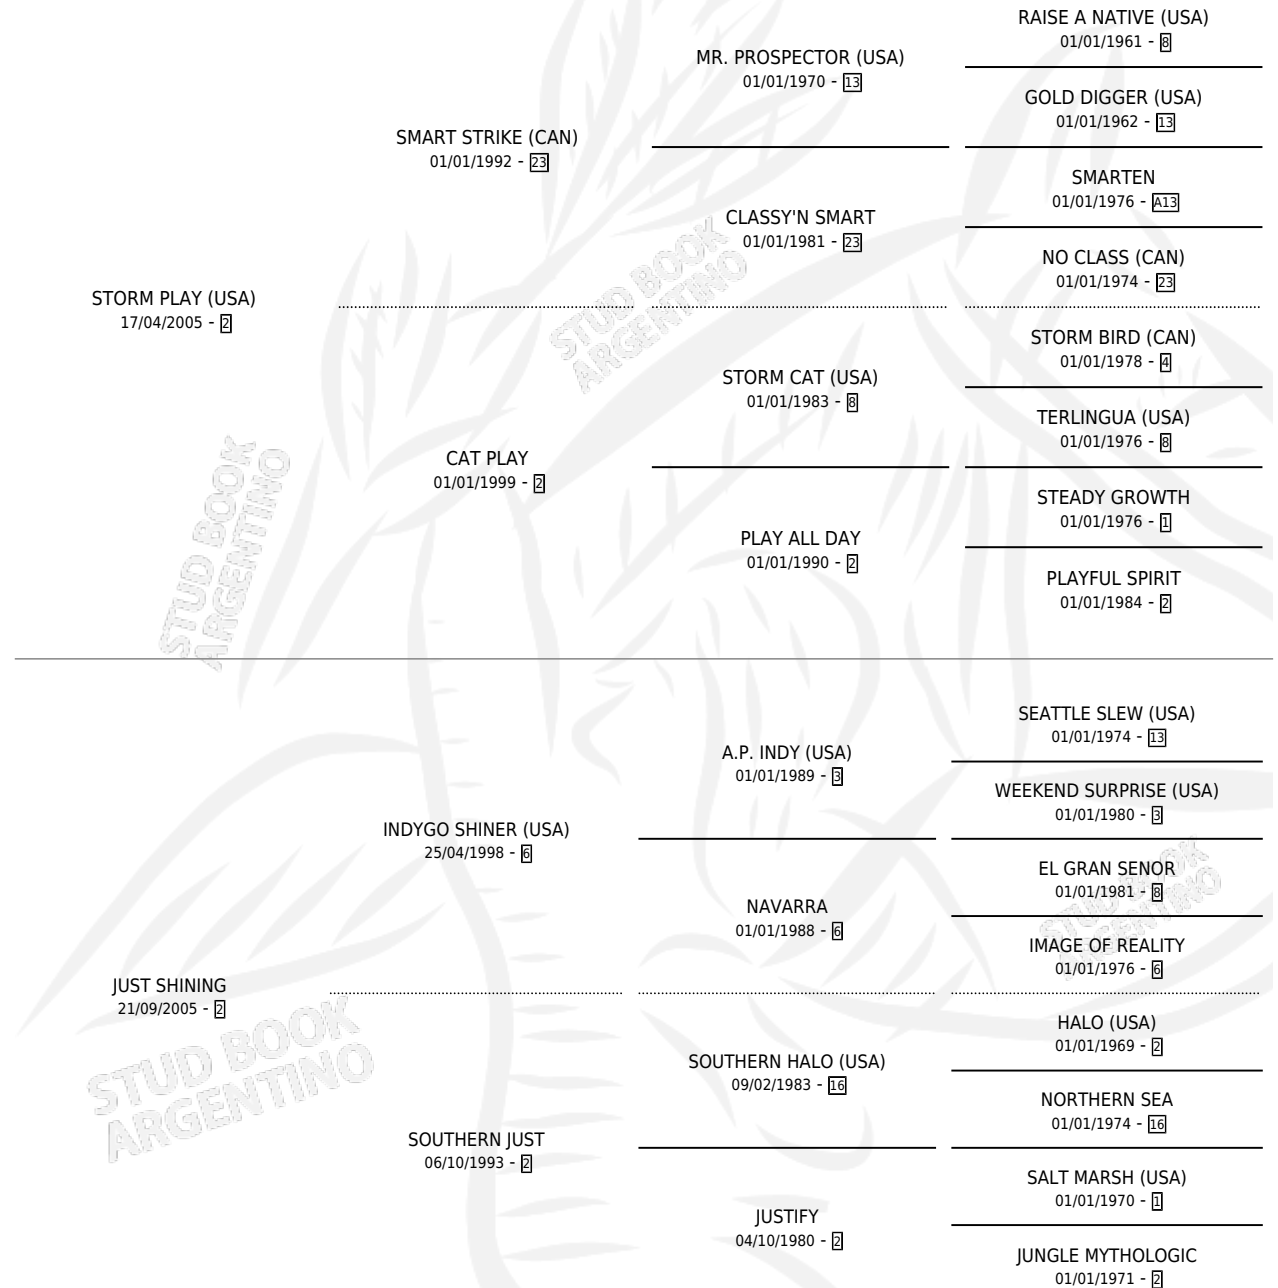 RAISE A NATIVE (USA)
01/01/1961 - 8
MR. PROSPECTOR (USA)
01/01/1970 - 13
GOLD DIGGER (USA)
01/01/1962 - 13
SMART STRIKE (CAN)
01/01/1992 - 23
SMARTEN
01/01/1976 - A13
CLASSY'N SMART
01/01/1981 - 23
NO CLASS (CAN)
01/01/1974 - 23
STORM PLAY (USA)
17/04/2005 - 2
STUD BOOK
ARGENTINO
STORM BIRD (CAN)
01/01/1978 - 4
STORM CAT (USA)
01/01/1983 - 8
TERLINGUA (USA)
01/01/1976 - 8
CAT PLAY
01/01/1999 - 2
STEADY GROWTH
01/01/1976 - 1
PLAY ALL DAY
01/01/1990 - 2
PLAYFUL SPIRIT
01/01/1984 - 2
STUD BOOK
ARGENTINO
SEATTLE SLEW (USA)
01/01/1974 - 13
A.P. INDY (USA)
01/01/1989 - 3
WEEKEND SURPRISE (USA)
01/01/1980 - 3
INDYGO SHINER (USA)
25/04/1998 - 6
EL GRAN SENOR
01/01/1981 - 8
NAVARRA
01/01/1988 - 6
STUD BOOK
ARGENTINO
IMAGE OF REALITY
01/01/1976 - 6
JUST SHINING
21/09/2005 - 2
STUD BOOK
ARGENTINO
HALO (USA)
01/01/1969 - 2
SOUTHERN HALO (USA)
09/02/1983 - 16
NORTHERN SEA
01/01/1974 - 16
SOUTHERN JUST
06/10/1993 - 2
SALT MARSH (USA)
01/01/1970 - 1
JUSTIFY
04/10/1980 - 2
JUNGLE MYTHOLOGIC
01/01/1971 - 2